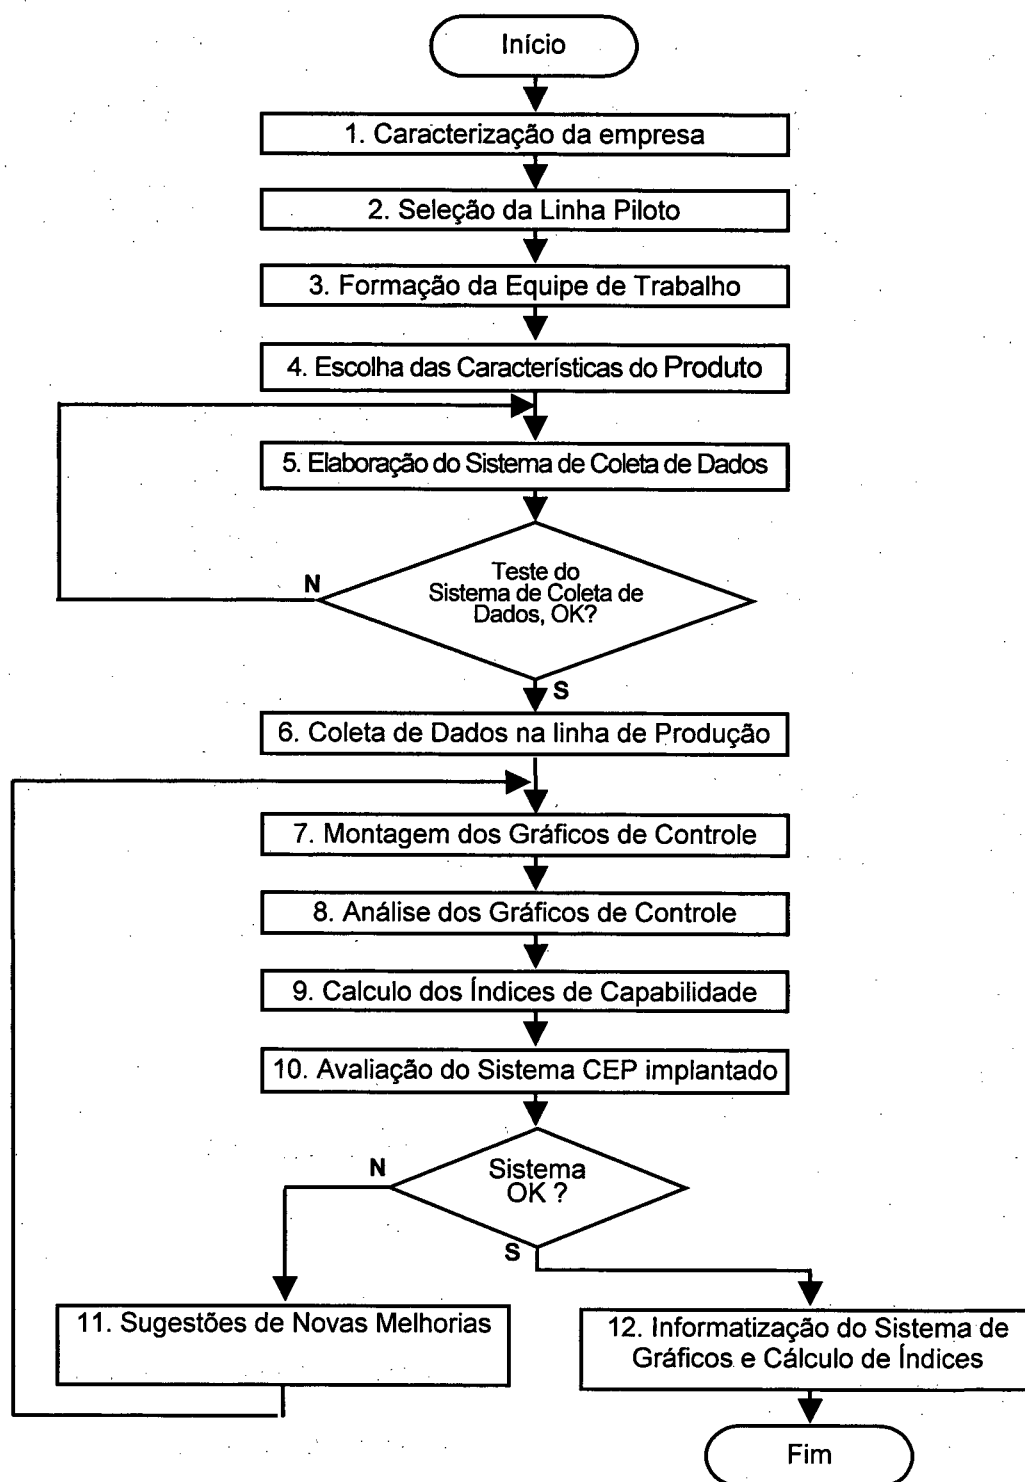 Início
1. Caracterização da empresa
2. Seleção da Linha Piloto
3. Formação da Equipe de Trabalho
4. Escolha das Características do Produto
5. Elaboração do Sistema de Coleta de Dados
Teste do
Sistema de Coleta de
Dados, OK?
N
S
6. Coleta de Dados na linha de Produção
7. Montagem dos Gráficos de Controle
8. Análise dos Gráficos de Controle
9. Calculo dos Índices de Capabilidade
10. Avaliação do Sistema CEP implantado
N
Sistema
OK ?
S
11. Sugestões de Novas Melhorias
12. Informatização do Sistema de
Gráficos e Cálculo de Índices
Fim